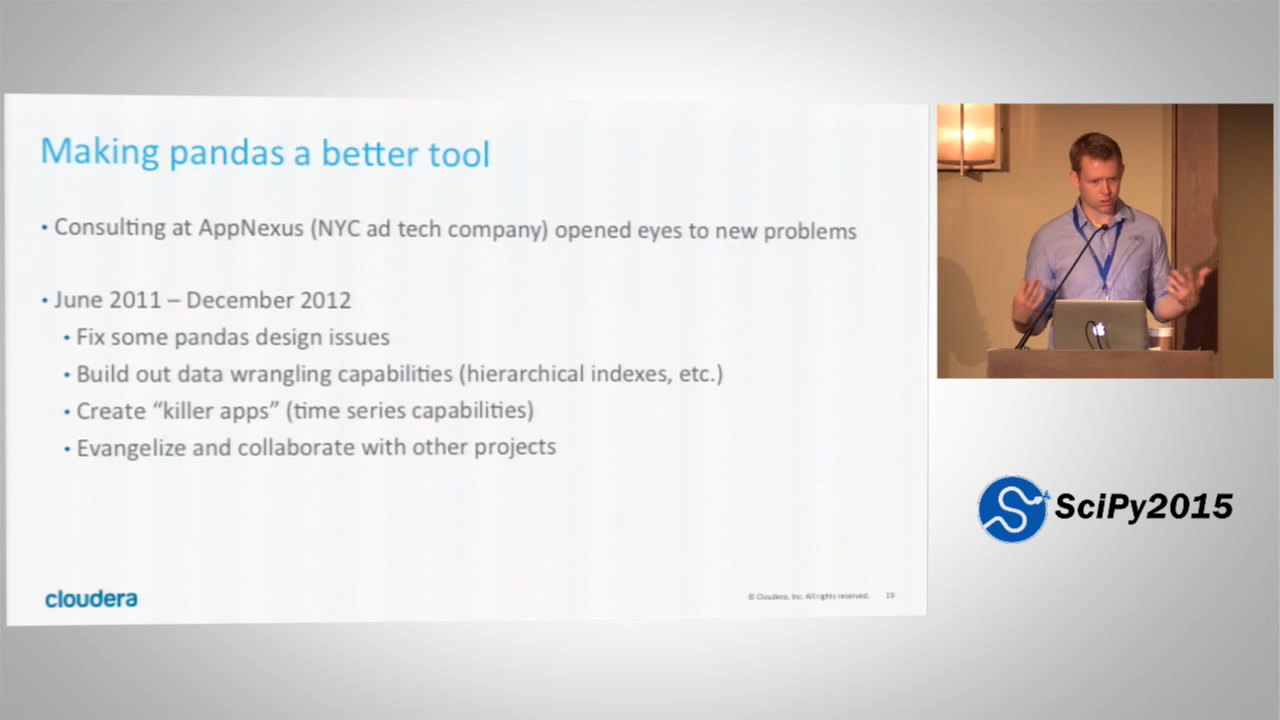 Making pandas a better tool
• Consulting at AppNexus (NYC ad tech company) opened eyes to new problems
• June 2011 – December 2012
• Fix some pandas design issues
• Build out data wrangling capabilities (hierarchical indexes, etc.)
• Create “killer apps” (time series capabilities)
• Evangelize and collaborate with other projects
cloudera
© Cloudera, Inc. All rights reserved. 19
SciPy2015